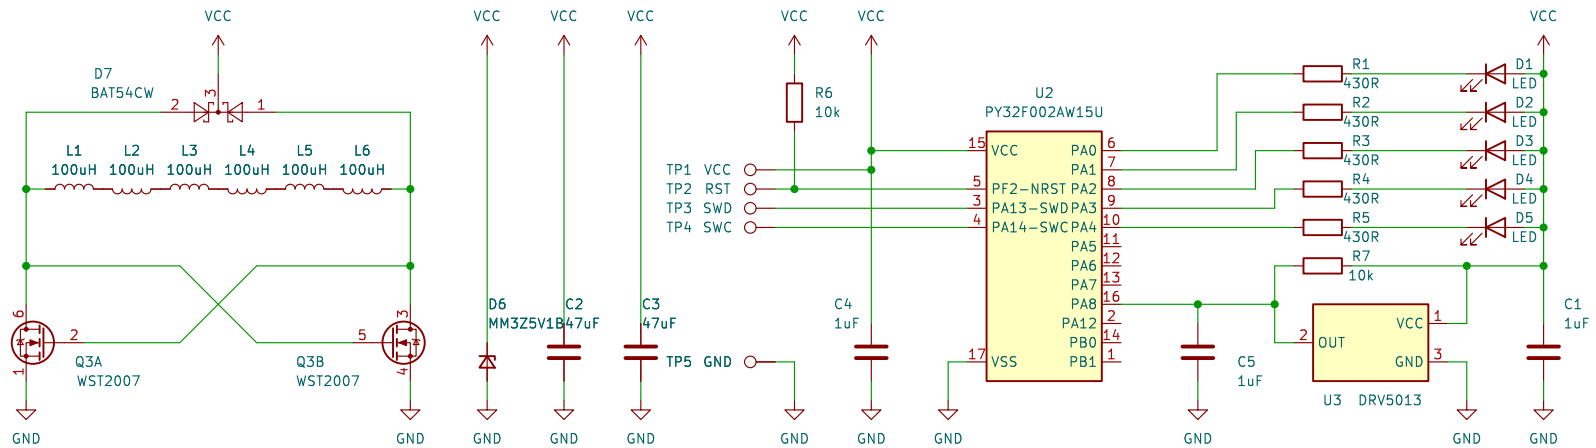 VCC VCC VCC VCC VCC VCC VCC
D7
BAT54CW
2 3 1
L1 L2 L3 L4 L5 L6
100uH 100uH 100uH 100uH 100uH 100uH
6 2
1
Q3A
WST2007
3
5
4
Q3B
WST2007
GND GND
D6
MM3Z5V1B
GND
C2
47uF
GND
C3
47uF
GND
R6
10k
TP1 VCC
TP2 RST
TP3 SWD
TP4 SWC
TP5 GND
GND
C4
1uF
GND
U2
PY32F002AW15U
15 VCC PA0 6
PA1 7
5 PF2-NRST PA2 8
3 PA13-SWD PA3 9
4 PA14-SWC PA4 10
PA5 11
PA6 12
PA7 13
PA8 16
PA12 2
PB0 14
17 VSS PB1 1
GND
R1
430R
D1
LED
R2
430R
D2
LED
R3
430R
D3
LED
R4
430R
D4
LED
R5
430R
D5
LED
R7
10k
C5
1uF
GND
VCC 1
2 OUT
GND 3
U3 DRV5013
GND
C1
1uF
GND